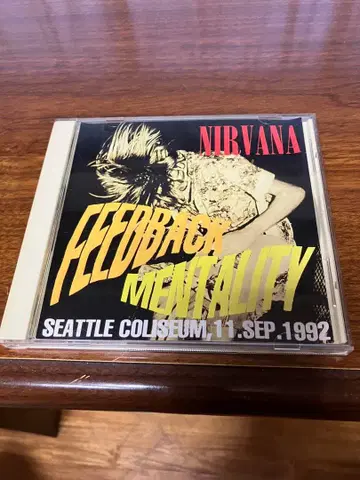 NIRVANA
FEEDBACK
MENTALITY
SEATTLE COLISEUM, 11.SEP.1992